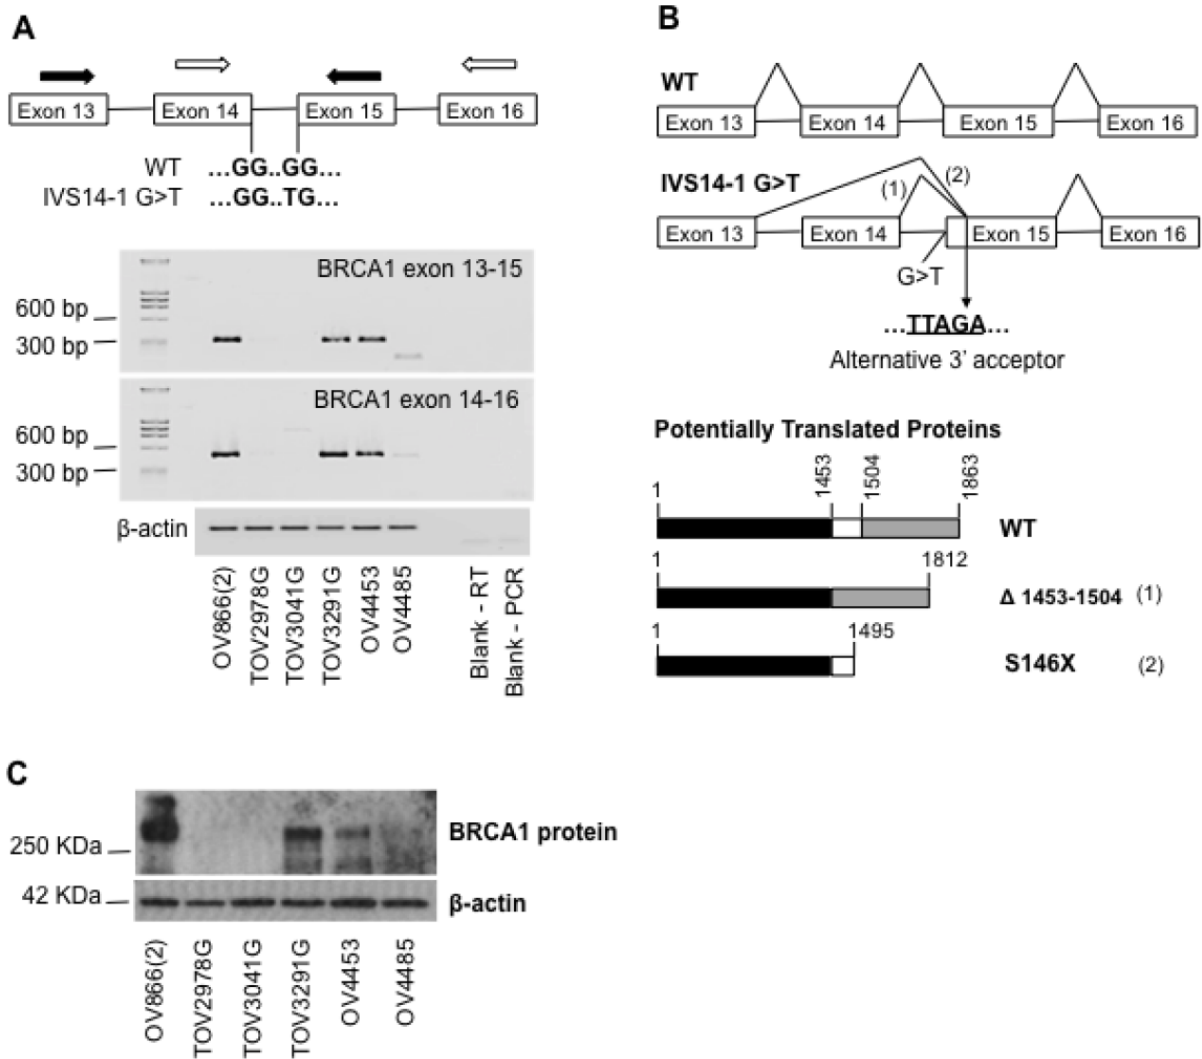 A
Exon 13 Exon 14 Exon 15 Exon 16
WT ...GG..GG...
IVS14-1 G>T ...GG..TG...
BRCA1 exon 13-15
600 bp
300 bp
BRCA1 exon 14-16
600 bp
300 bp
β-actin
OV866(2)
TOV2978G
TOV3041G
TOV3291G
OV4453
OV4485
Blank - RT
Blank - PCR
B
WT
Exon 13 Exon 14 Exon 15 Exon 16
IVS14-1 G>T (1) (2)
Exon 13 Exon 14 Exon 15 Exon 16
G>T
...TTAGA...
Alternative 3' acceptor
Potentially Translated Proteins
1 1453 1504 1863
WT
1 1812
Δ 1453-1504 (1)
1 1495
S146X (2)
C
BRCA1 protein
250 KDa
42 KDa
β-actin
OV866(2)
TOV2978G
TOV3041G
TOV3291G
OV4453
OV4485